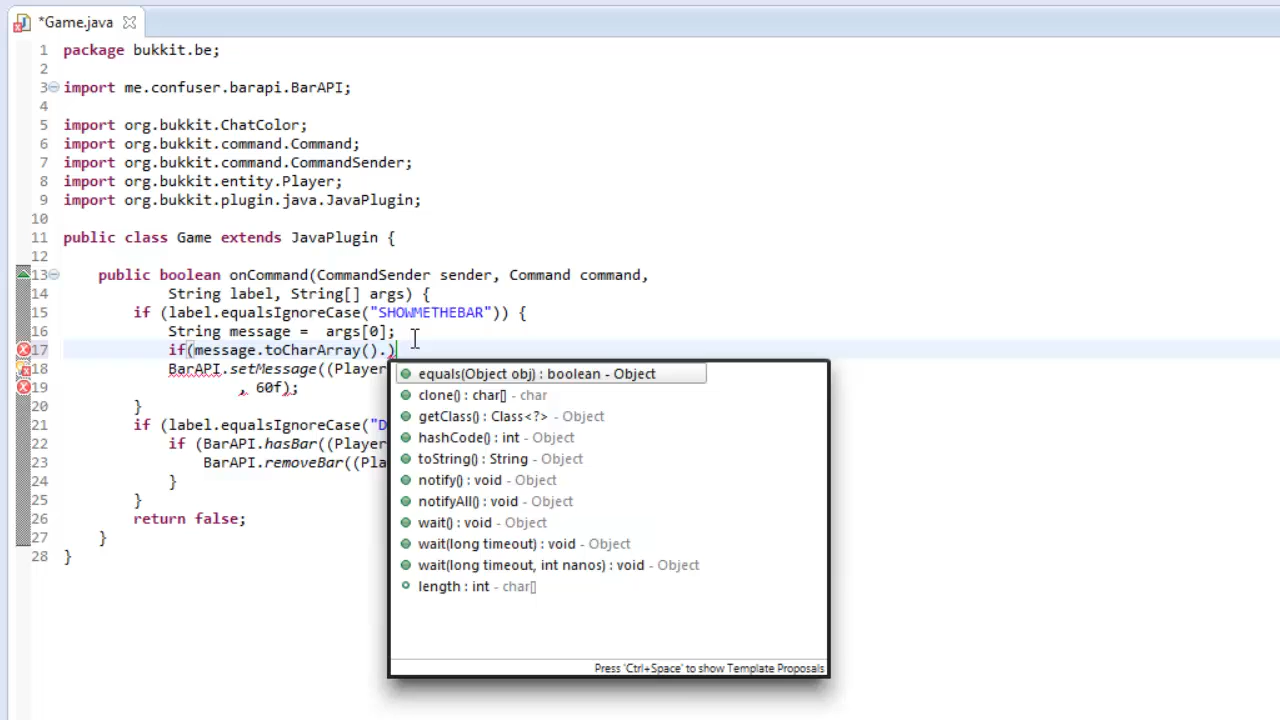 *Game.java
1 package bukkit.be;
2
3 import me.confuser.barapi.BarAPI;
4
5 import org.bukkit.ChatColor;
6 import org.bukkit.command.Command;
7 import org.bukkit.command.CommandSender;
8 import org.bukkit.entity.Player;
9 import org.bukkit.plugin.java.JavaPlugin;
10
11 public class Game extends JavaPlugin {
12
13 public boolean onCommand(CommandSender sender, Command command,
14 String label, String[] args) {
15 if (label.equalsIgnoreCase("SHOWMETHEBAR")) {
16 String message =  args[0];
17 if(message.toCharArray().)
18 BarAPI.setMessage((Player
19 , 60f);
20 }
21 if (label.equalsIgnoreCase("D
22 if (BarAPI.hasBar((Player
23 BarAPI.removeBar((Pla
24 }
25 }
26 return false;
27 }
28 }
equals(Object obj) : boolean - Object
clone() : char[] - char
getClass() : Class<?> - Object
hashCode() : int - Object
toString() : String - Object
notify() : void - Object
notifyAll() : void - Object
wait() : void - Object
wait(long timeout) : void - Object
wait(long timeout, int nanos) : void - Object
length : int - char[]
Press 'Ctrl+Space' to show Template Proposals